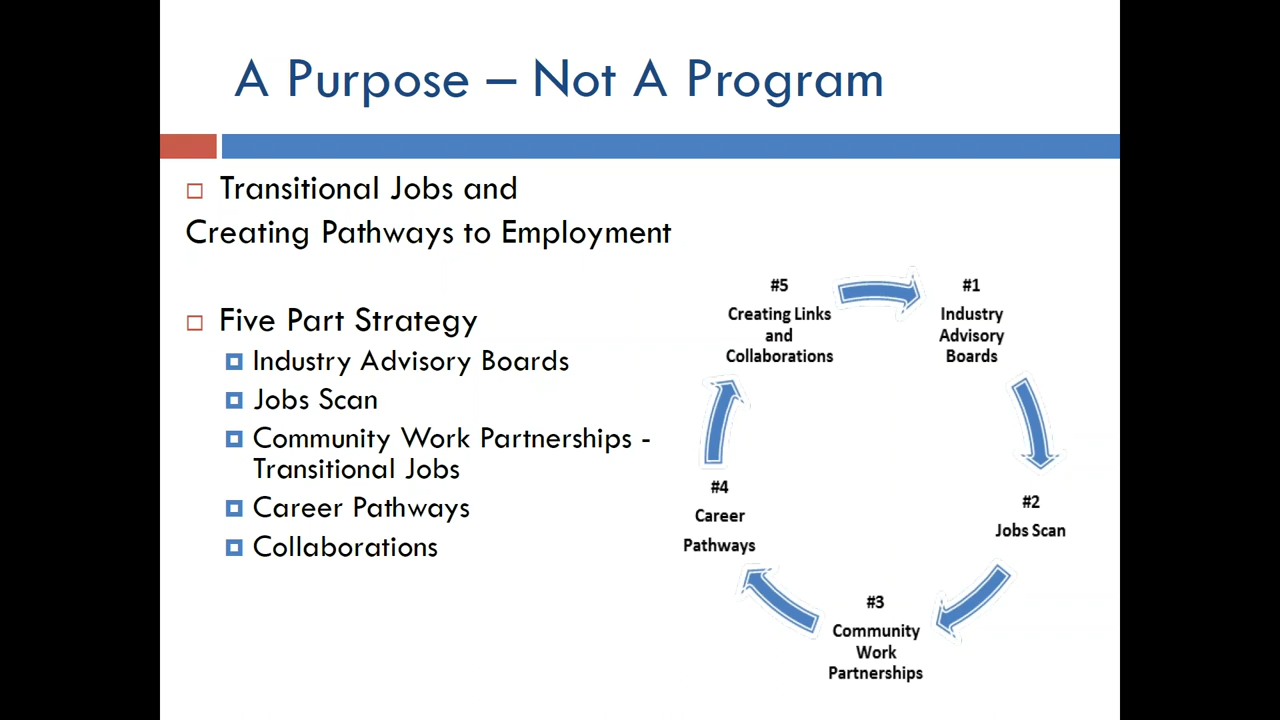 A Purpose – Not A Program
Transitional Jobs and
Creating Pathways to Employment
Five Part Strategy
Industry Advisory Boards
Jobs Scan
Community Work Partnerships -
Transitional Jobs
Career Pathways
Collaborations
#5
Creating Links
and
Collaborations
#1
Industry
Advisory
Boards
#4
Career
Pathways
#2
Jobs Scan
#3
Community
Work
Partnerships